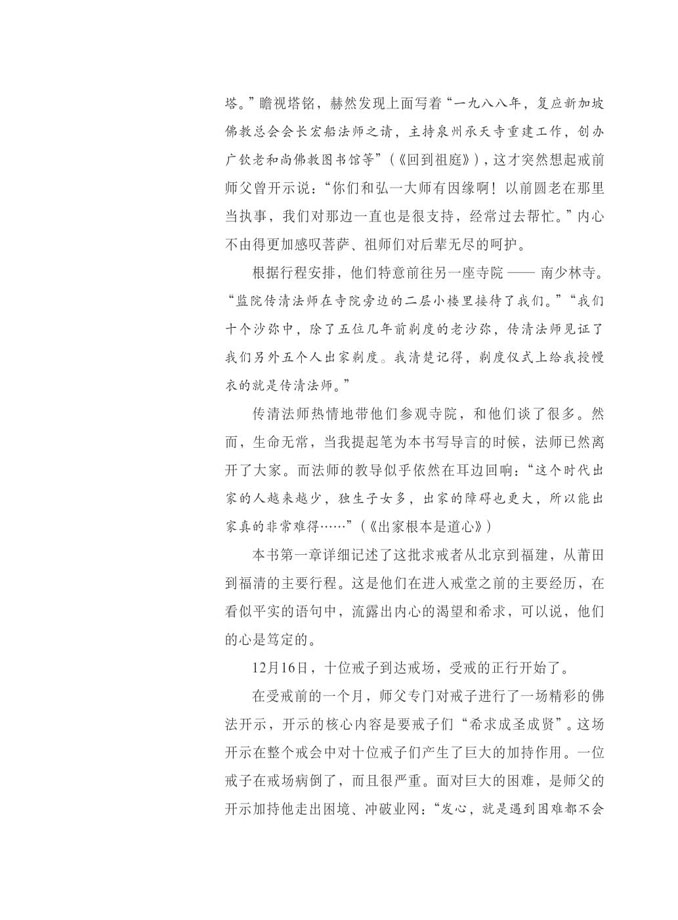 塔。”瞻视塔铭，赫然发现上面写着“一九八八年，复应新加坡
佛教总会会长宏船法师之请，主持泉州承天寺重建工作，创办
广钦老和尚佛教图书馆等”（《回到祖庭》），这才突然想起戒前
师父曾开示说：“你们和弘一大师有因缘啊！以前圆老在那里
当执事，我们对那边一直也是很支持，经常过去帮忙。”内心
不由得更加感叹菩萨、祖师们对后辈无尽的呵护。
根据行程安排，他们特意前往另一座寺院 —— 南少林寺。
“监院传清法师在寺院旁边的二层小楼里接待了我们。”“我们
十个沙弥中，除了五位几年前剃度的老沙弥，传清法师见证了
我们另外五个人出家剃度。我清楚记得，剃度仪式上给我授幔
衣的就是传清法师。”
传清法师热情地带他们参观寺院，和他们谈了很多。然
而，生命无常，当我提起笔为本书写导言的时候，法师已然离
开了大家。而法师的教导似乎依然在耳边回响：“这个时代出
家的人越来越少，独生子女多，出家的障碍也更大，所以能出
家真的非常难得……”（《出家根本是道心》）
本书第一章详细记述了这批求戒者从北京到福建，从莆田
到福清的主要行程。这是他们在进入戒堂之前的主要经历，在
看似平实的语句中，流露出内心的渴望和希求，可以说，他们
的心是笃定的。
12月16日，十位戒子到达戒场，受戒的正行开始了。
在受戒前的一个月，师父专门对戒子进行了一场精彩的佛
法开示，开示的核心内容是要戒子们“希求成圣成贤”。这场
开示在整个戒会中对十位戒子们产生了巨大的加持作用。一位
戒子在戒场病倒了，而且很严重。面对巨大的困难，是师父的
开示加持他走出困境、冲破业网：“发心，就是遇到困难都不会